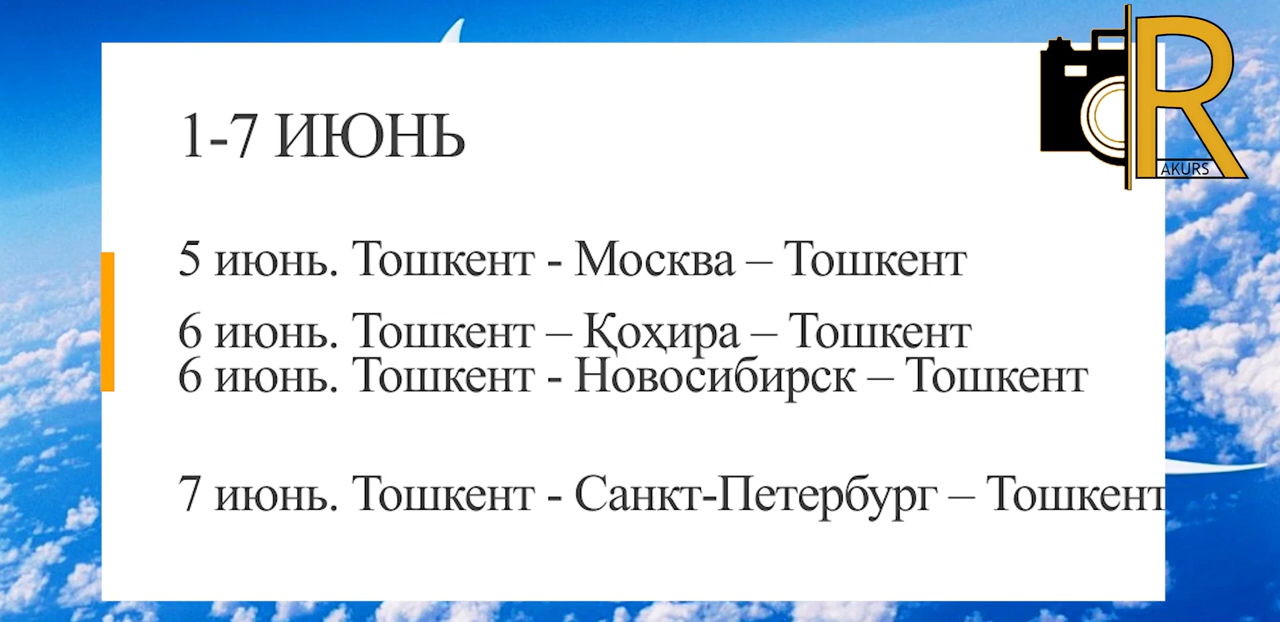 R
AKURS
1-7 ИЮНЬ
5 июнь. Тошкент - Москва – Тошкент
6 июнь. Тошкент – Қоҳира – Тошкент
6 июнь. Тошкент - Новосибирск – Тошкент
7 июнь. Тошкент - Санкт-Петербург – Тошкент